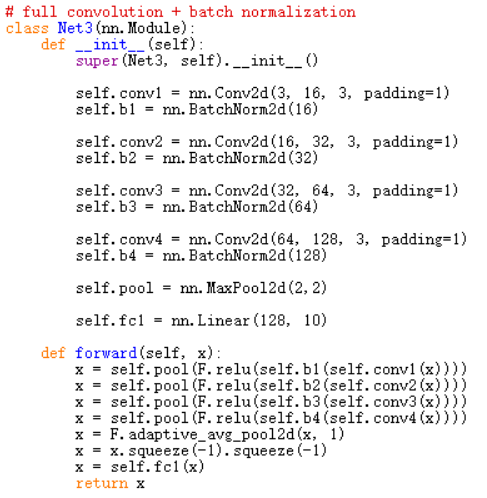 # full convolution + batch normalization
class Net3(nn.Module):
    def __init__(self):
        super(Net3, self).__init__()

        self.conv1 = nn.Conv2d(3, 16, 3, padding=1)
        self.b1 = nn.BatchNorm2d(16)

        self.conv2 = nn.Conv2d(16, 32, 3, padding=1)
        self.b2 = nn.BatchNorm2d(32)

        self.conv3 = nn.Conv2d(32, 64, 3, padding=1)
        self.b3 = nn.BatchNorm2d(64)

        self.conv4 = nn.Conv2d(64, 128, 3, padding=1)
        self.b4 = nn.BatchNorm2d(128)

        self.pool = nn.MaxPool2d(2,2)

        self.fc1 = nn.Linear(128, 10)

    def forward(self, x):
        x = self.pool(F.relu(self.b1(self.conv1(x))))
        x = self.pool(F.relu(self.b2(self.conv2(x))))
        x = self.pool(F.relu(self.b3(self.conv3(x))))
        x = self.pool(F.relu(self.b4(self.conv4(x))))
        x = F.adaptive_avg_pool2d(x, 1)
        x = x.squeeze(-1).squeeze(-1)
        x = self.fc1(x)
        return x